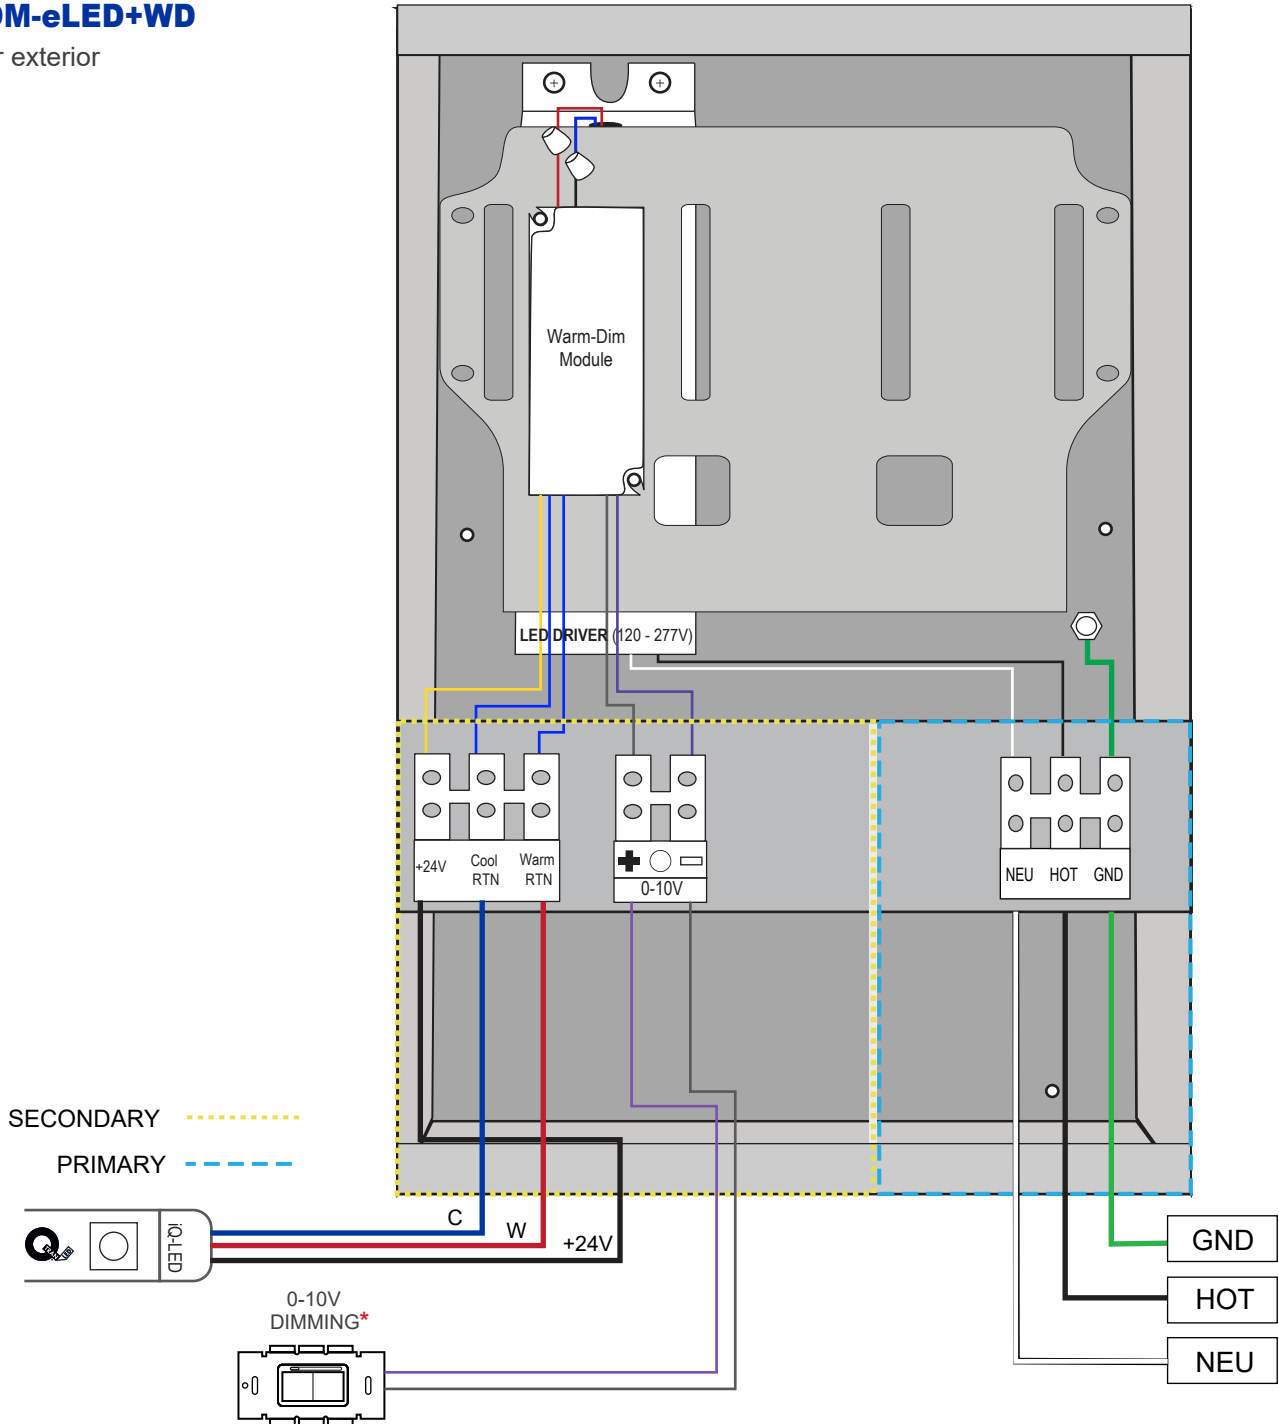 OM-eLED+WD
r exterior
Warm-Dim
Module
LED DRIVER (120 - 277V)
+24V
Cool
RTN
Warm
RTN
0-10V
NEU HOT GND
SECONDARY
PRIMARY
C
W
+24V
iQ-LED
GND
HOT
NEU
0-10V
DIMMING*